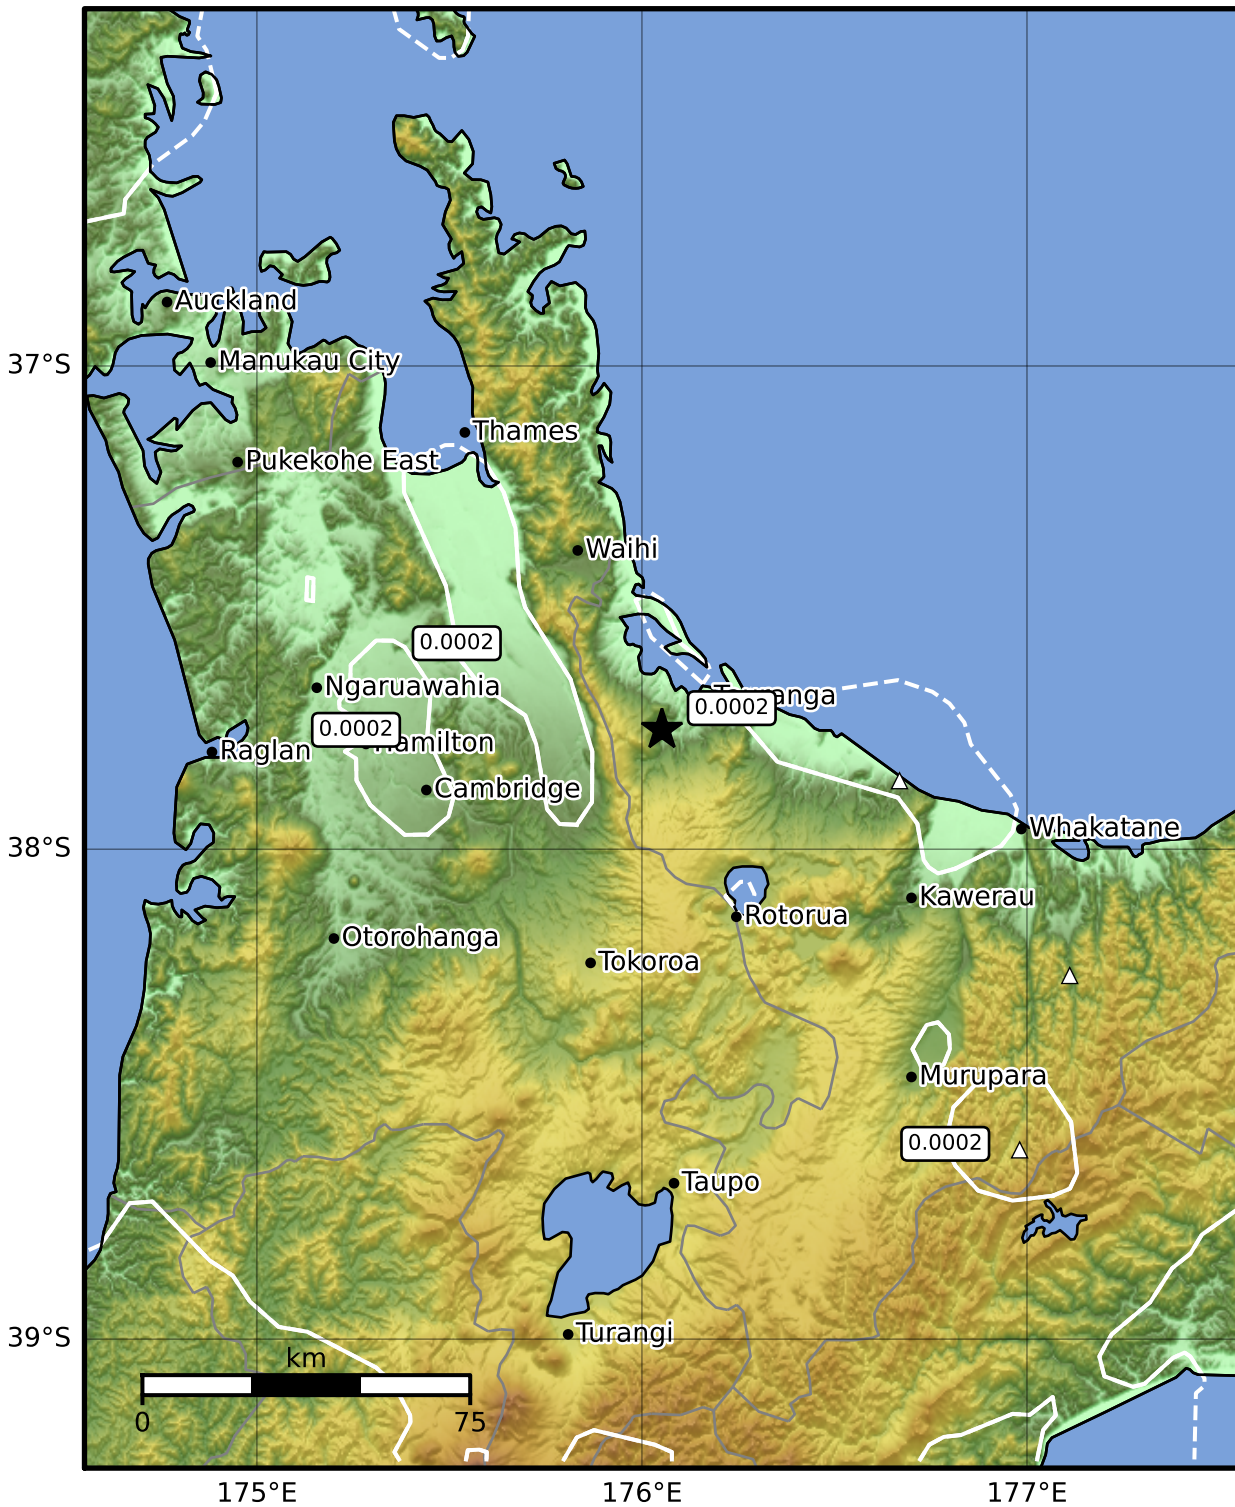 Auckland
Manukau City
37°S
Thames
Pukekohe East
Waihi
0.0002
Ngaruawahia
0.0002
0.0002
Raglan
Cambridge
Whakatane
38°S
Kawerau
Rotorua
Otorohanga
Tokoroa
Murupara
0.0002
Taupo
Turangi
39°S
km
0
75
175°E
176°E
177°E